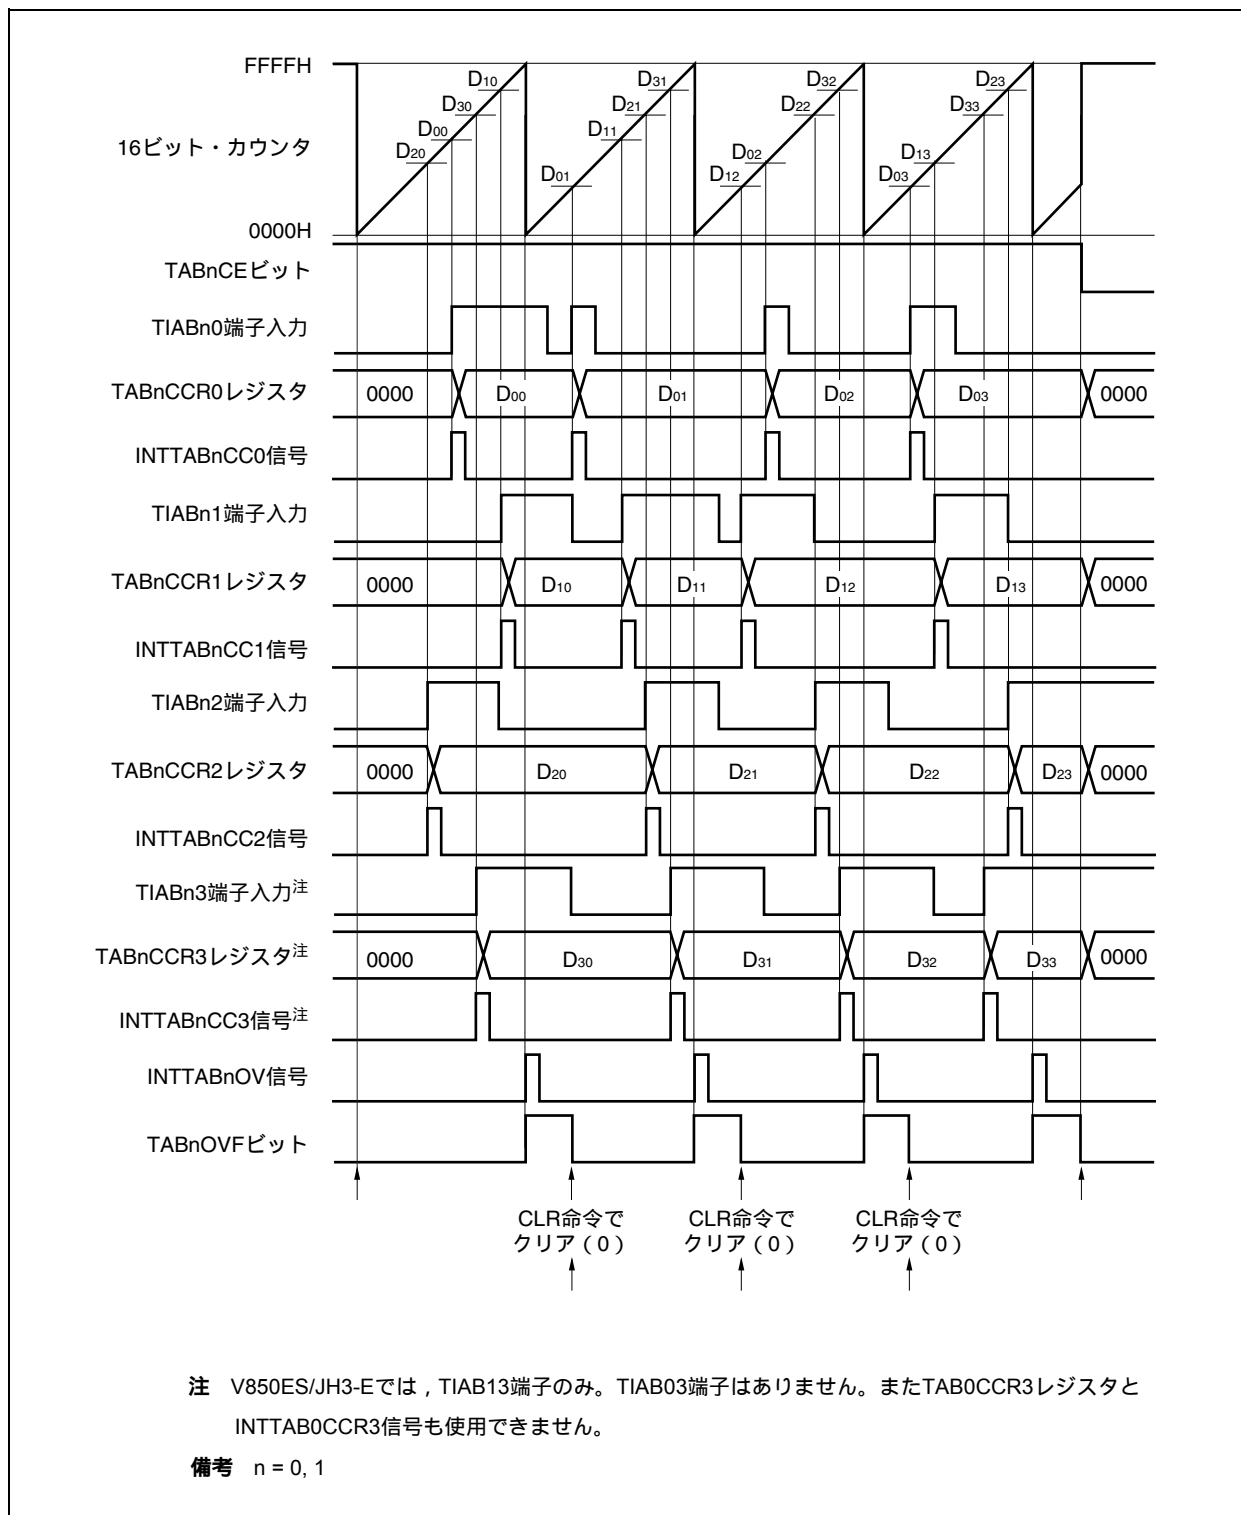 FFFFH
16ビット・カウンタ
0000H
D10
D30
D00
D20
D31
D21
D11
D01
D32
D22
D02
D12
D23
D33
D13
D03
TABnCEビット
TIABn0端子入力
TABnCCR0レジスタ
0000 D00 D01 D02 D03 0000
INTTABnCC0信号
TIABn1端子入力
TABnCCR1レジスタ
0000 D10 D11 D12 D13 0000
INTTABnCC1信号
TIABn2端子入力
TABnCCR2レジスタ
0000 D20 D21 D22 D23 0000
INTTABnCC2信号
TIABn3端子入力注
TABnCCR3レジスタ注
0000 D30 D31 D32 D33 0000
INTTABnCC3信号注
INTTABnOV信号
TABnOVFビット
CLR命令で
クリア（0）
CLR命令で
クリア（0）
CLR命令で
クリア（0）
注 V850ES/JH3-Eでは，TIAB13端子のみ。TIAB03端子はありません。またTAB0CCR3レジスタと
INTTAB0CCR3信号も使用できません。
備考 n = 0, 1